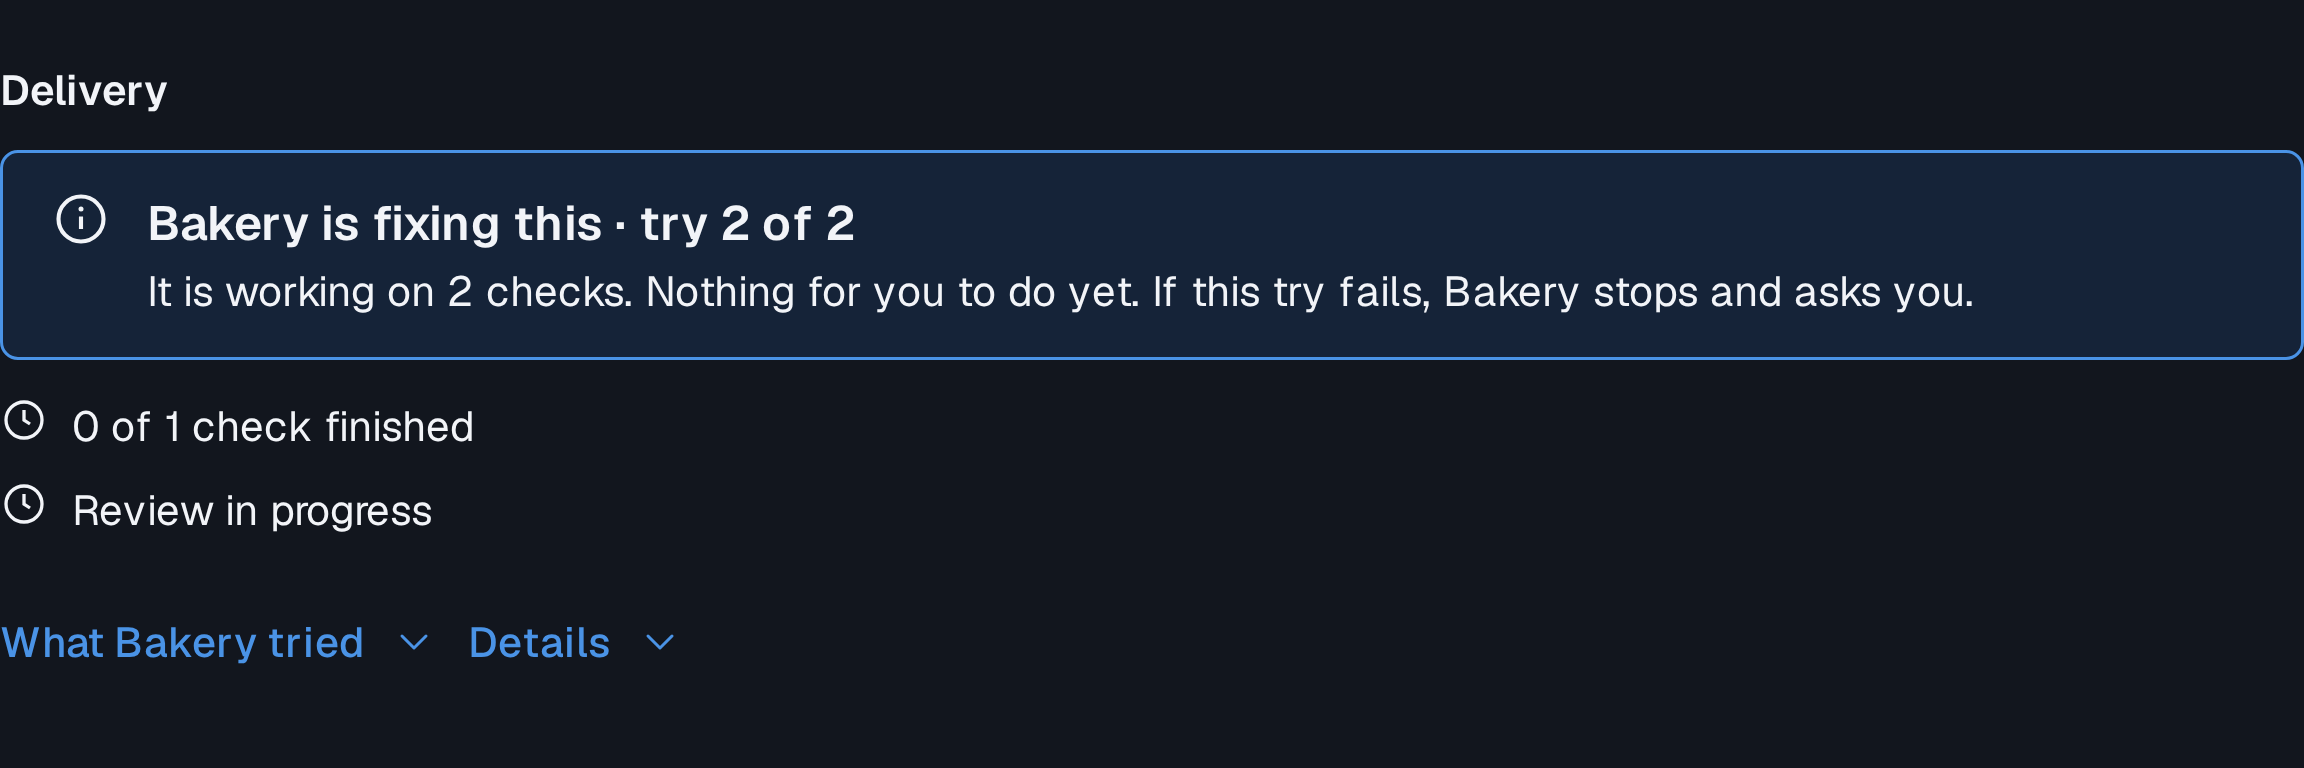 Delivery
Bakery is fixing this · try 2 of 2
It is working on 2 checks. Nothing for you to do yet. If this try fails, Bakery stops and asks you.
0 of 1 check finished
Review in progress
What Bakery tried Details